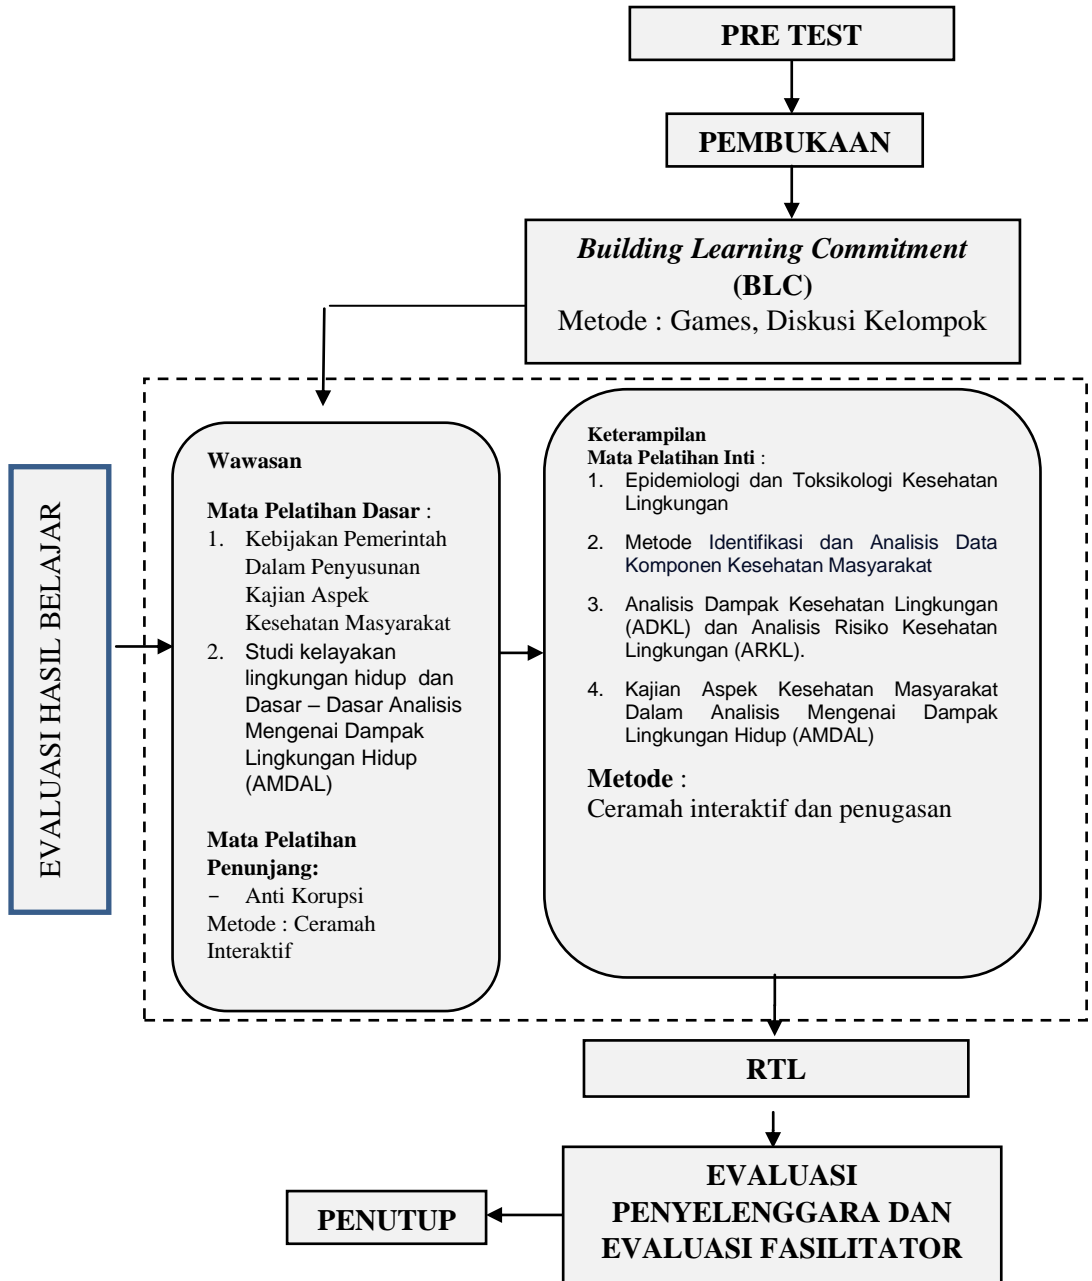 PRE TEST
PEMBUKAAN
Building Learning Commitment
(BLC)
Metode : Games, Diskusi Kelompok
EVALUASI HASIL BELAJAR
Wawasan
Mata Pelatihan Dasar :
1. Kebijakan Pemerintah
Dalam Penyusunan
Kajian Aspek
Kesehatan Masyarakat
2. Studi kelayakan
lingkungan hidup dan
Dasar – Dasar Analisis
Mengenai Dampak
Lingkungan Hidup
(AMDAL)
Mata Pelatihan
Penunjang:
- Anti Korupsi
Metode : Ceramah
Interaktif
Keterampilan
Mata Pelatihan Inti :
1. Epidemiologi dan Toksikologi Kesehatan
Lingkungan
2. Metode Identifikasi dan Analisis Data
Komponen Kesehatan Masyarakat
3. Analisis Dampak Kesehatan Lingkungan
(ADKL) dan Analisis Risiko Kesehatan
Lingkungan (ARKL).
4. Kajian Aspek Kesehatan Masyarakat
Dalam Analisis Mengenai Dampak
Lingkungan Hidup (AMDAL)
Metode :
Ceramah interaktif dan penugasan
RTL
EVALUASI
PENYELENGGARA DAN
EVALUASI FASILITATOR
PENUTUP